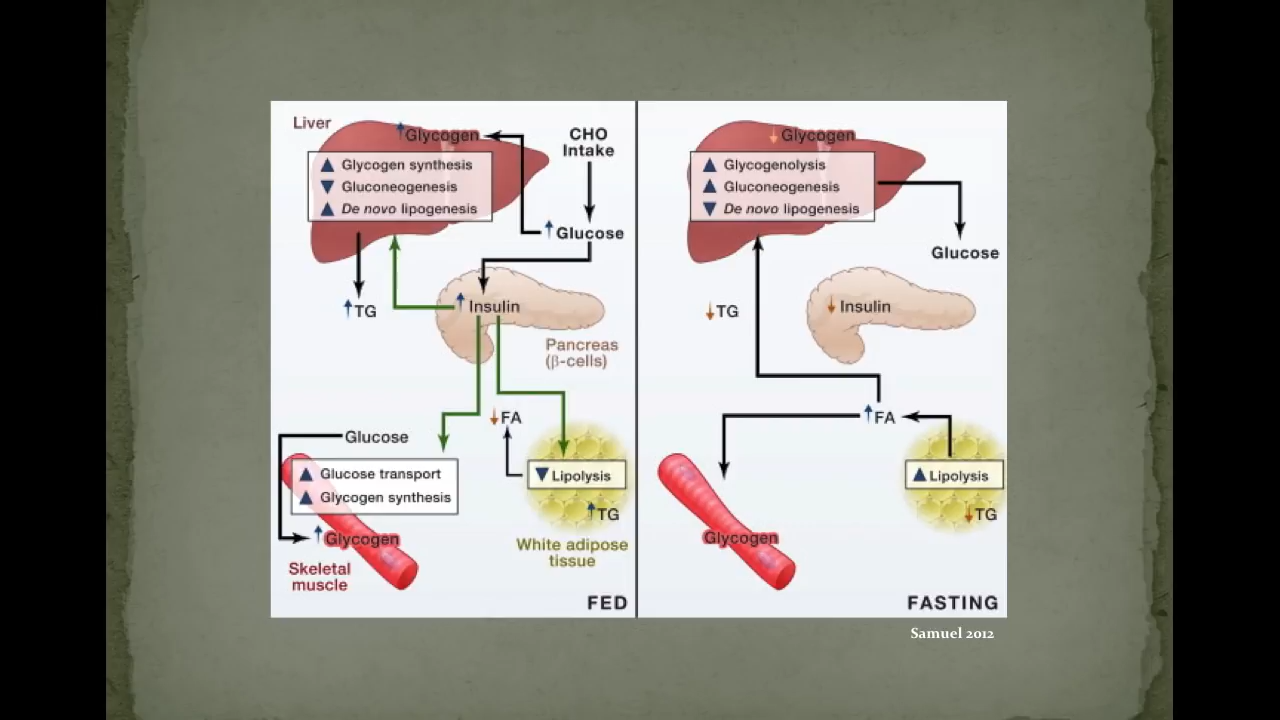 Liver
Glycogen
CHO
Intake
Glycogen synthesis
Gluconeogenesis
De novo lipogenesis
Glucose
TG
Insulin
Pancreas
(β-cells)
FA
Glucose
Glucose transport
Glycogen synthesis
Lipolysis
TG
Glycogen
White adipose
tissue
Skeletal
muscle
FED
Glycogen
Glycogenolysis
Gluconeogenesis
De novo lipogenesis
Glucose
TG
Insulin
FA
Lipolysis
TG
Glycogen
FASTING
Samuel 2012